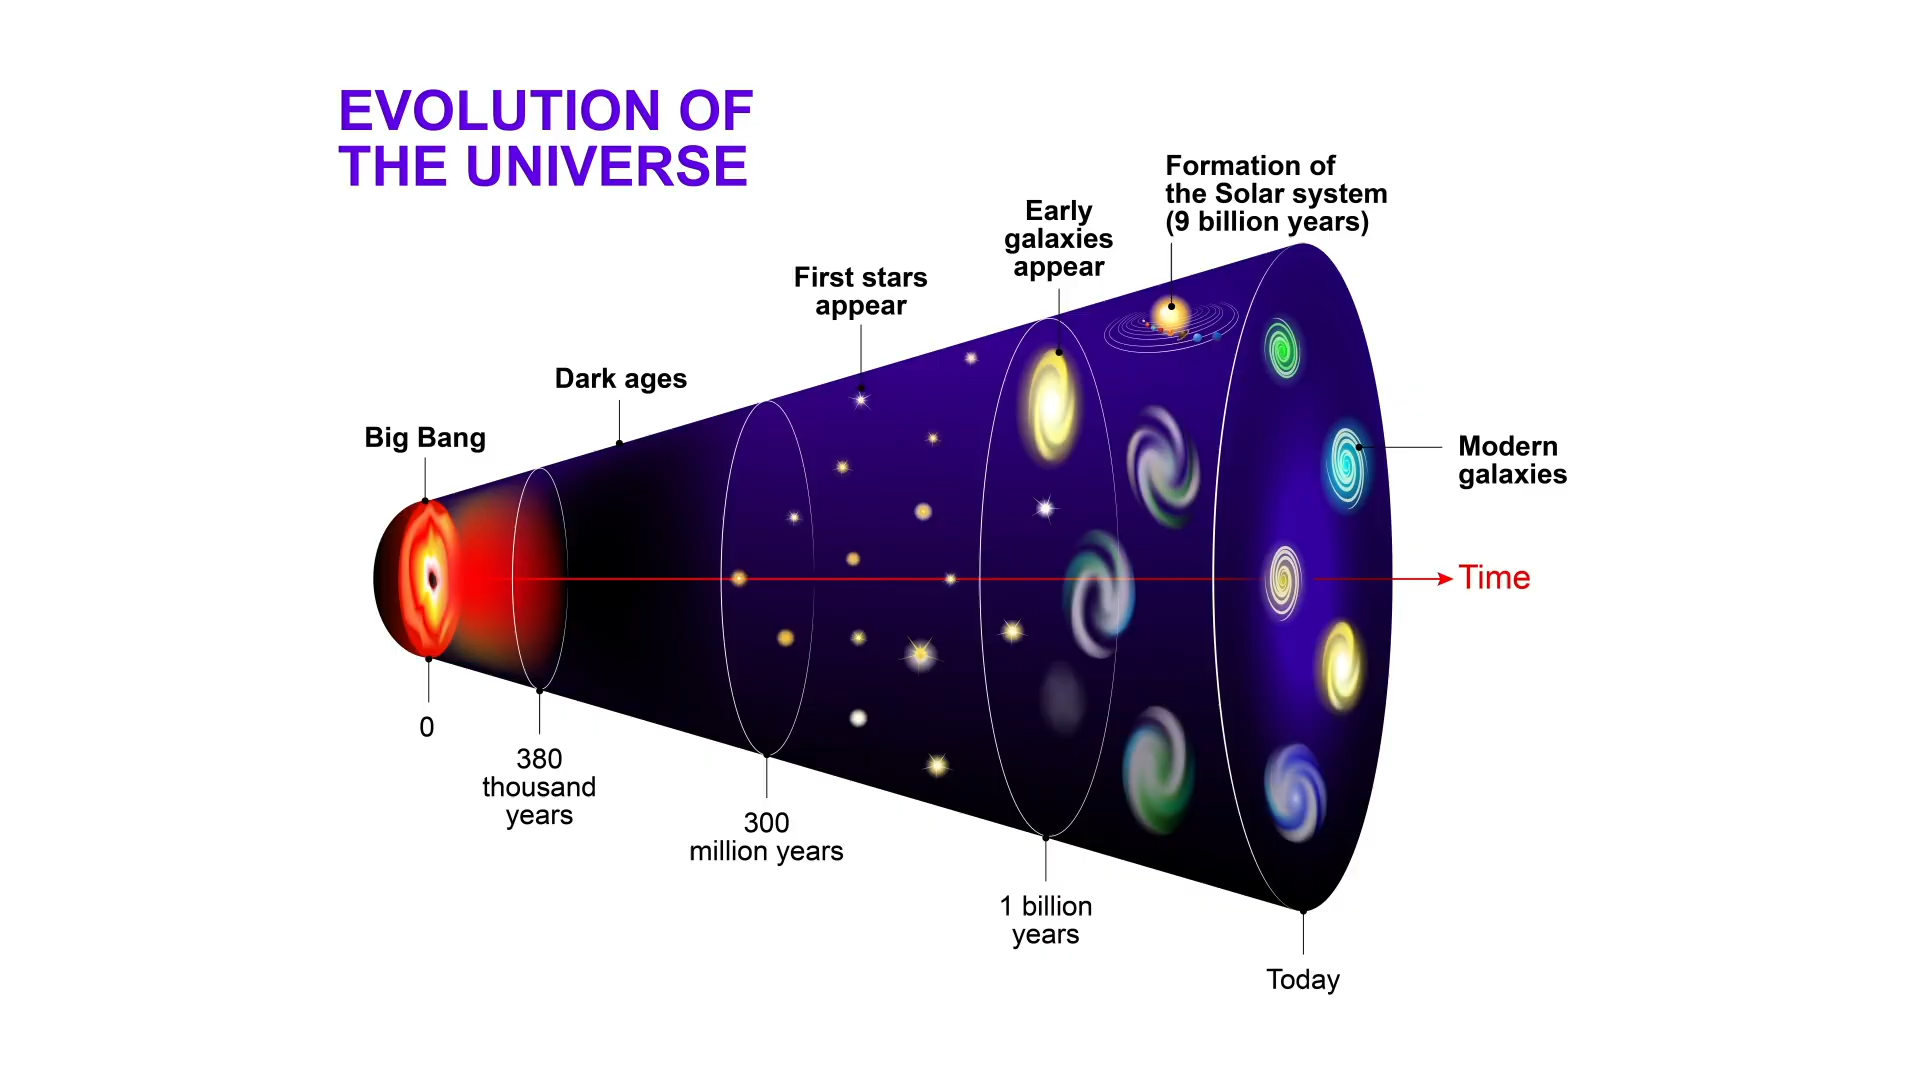 EVOLUTION OF
THE UNIVERSE
Formation of
the Solar system
(9 billion years)
Early
galaxies
appear
First stars
appear
Dark ages
Big Bang
Modern
galaxies
Time
0
380
thousand
years
300
million years
1 billion
years
Today